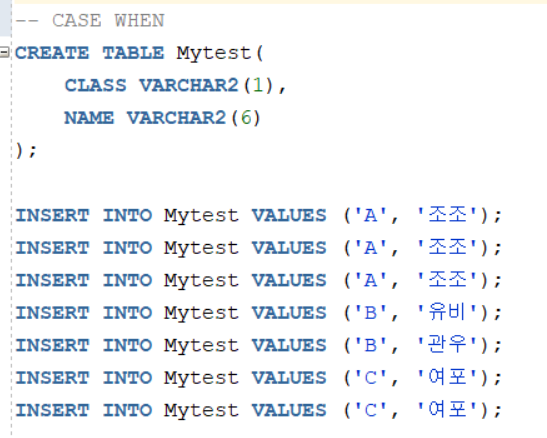 -- CASE WHEN
CREATE TABLE Mytest(
CLASS VARCHAR2(1),
NAME VARCHAR2(6)
);
INSERT INTO Mytest VALUES ('A', '조조');
INSERT INTO Mytest VALUES ('A', '조조');
INSERT INTO Mytest VALUES ('A', '조조');
INSERT INTO Mytest VALUES ('B', '유비');
INSERT INTO Mytest VALUES ('B', '관우');
INSERT INTO Mytest VALUES ('C', '여포');
INSERT INTO Mytest VALUES ('C', '여포');